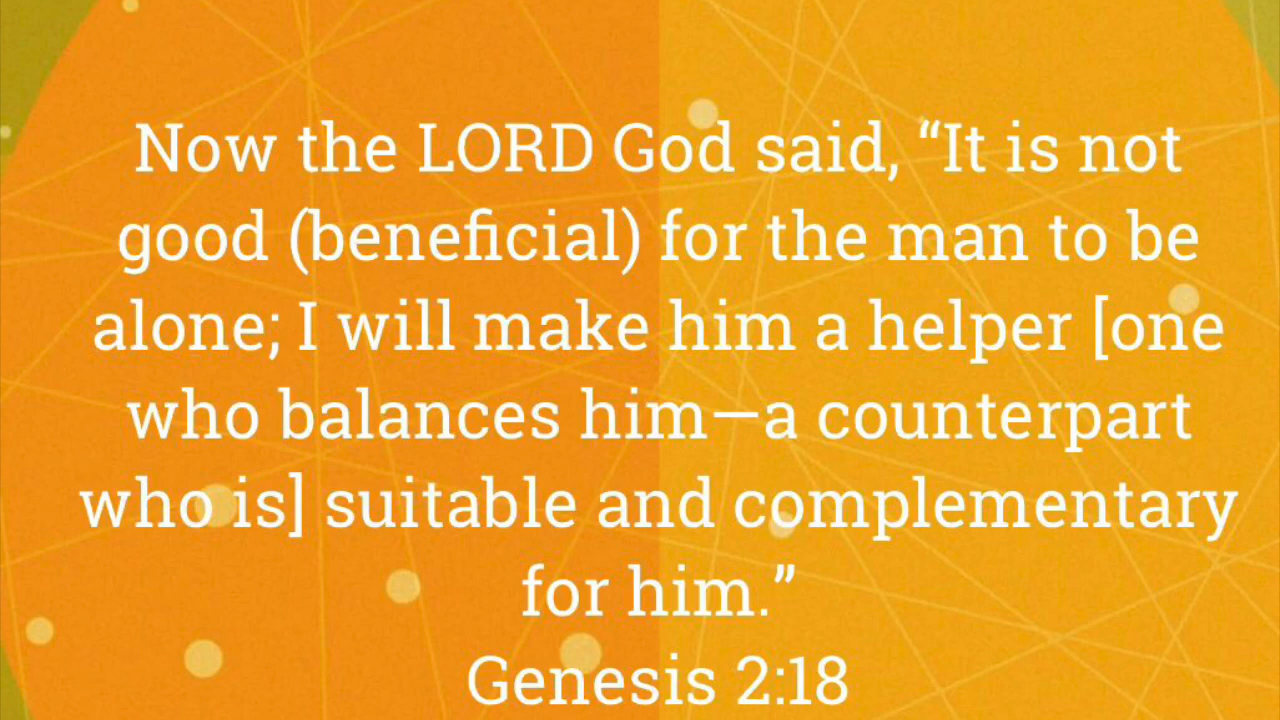 Now the LORD God said, “It is not
good (beneficial) for the man to be
alone; I will make him a helper [one
who balances him—a counterpart
who is] suitable and complementary
for him.”
Genesis 2:18